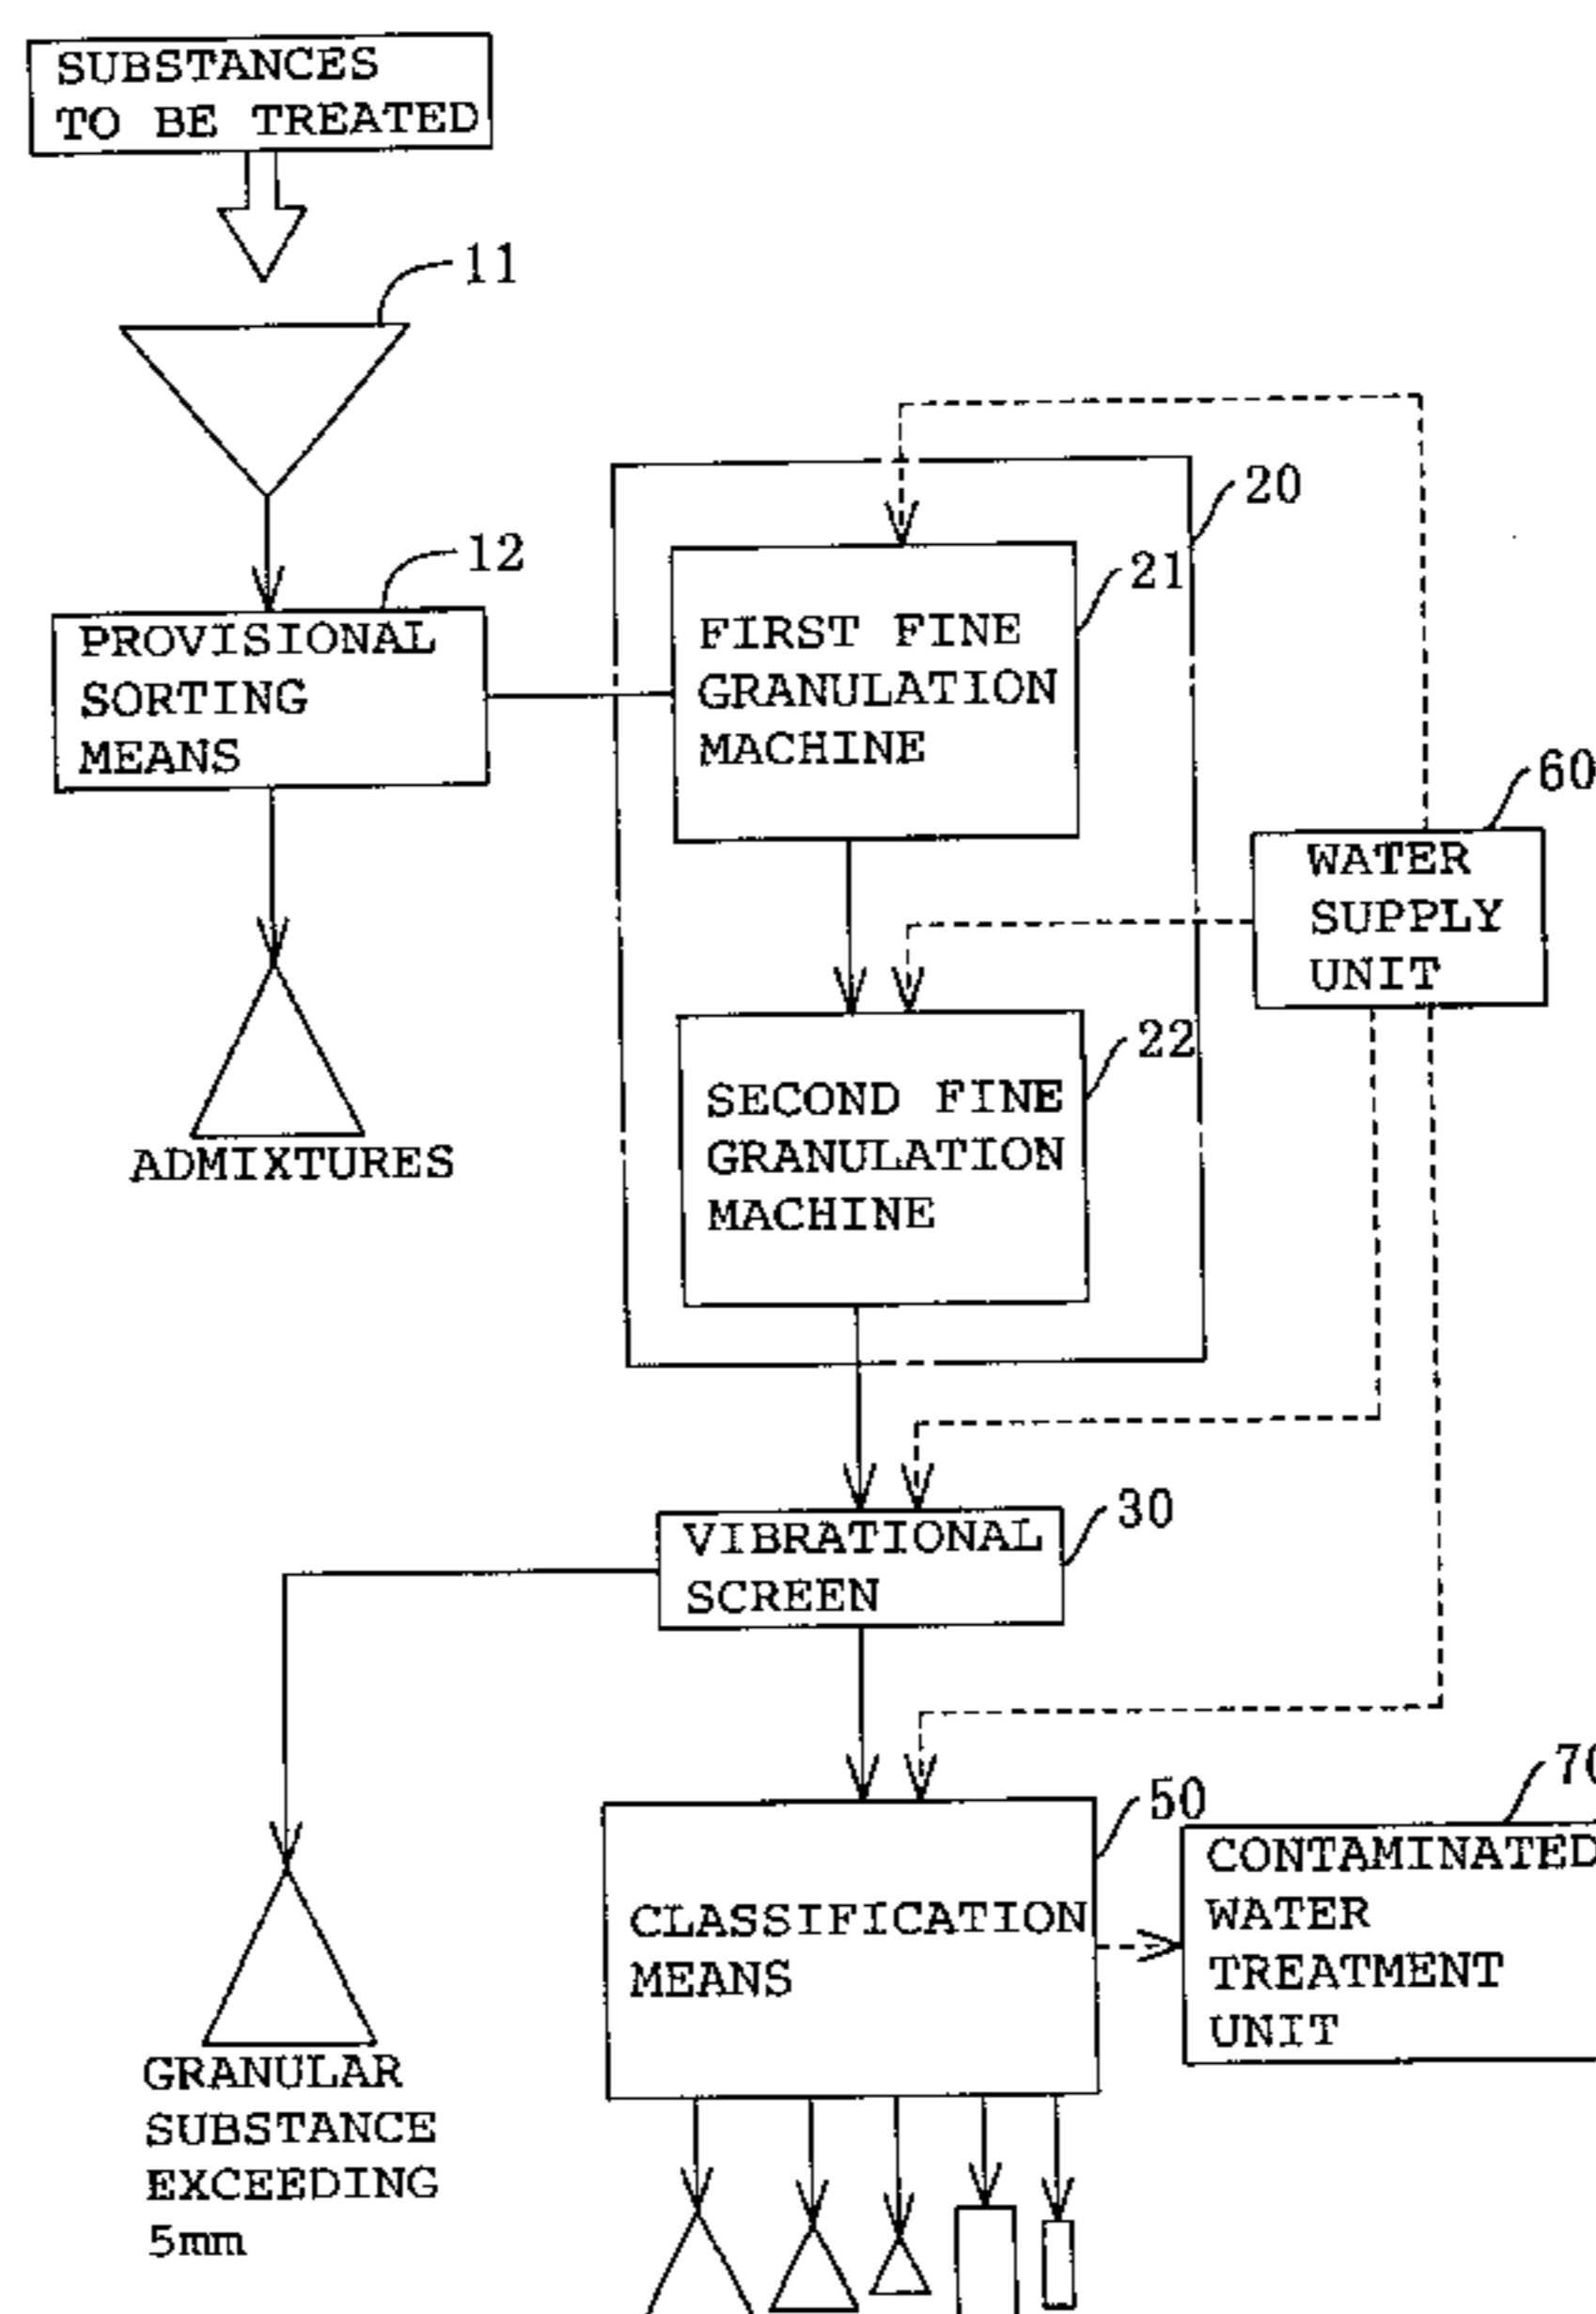 SUBSTANCES
TO BE TREATED
11
12
PROVISIONAL
SORTING
MEANS
ADMIXTURES
20
21
FIRST FINE
GRANULATION
MACHINE
60
WATER
SUPPLY
UNIT
22
SECOND FINE
GRANULATION
MACHINE
30
VIBRATIONAL
SCREEN
50
CLASSIFICATION
MEANS
70
CONTAMINATED
WATER
TREATMENT
UNIT
GRANULAR
SUBSTANCE
EXCEEDING
5mm